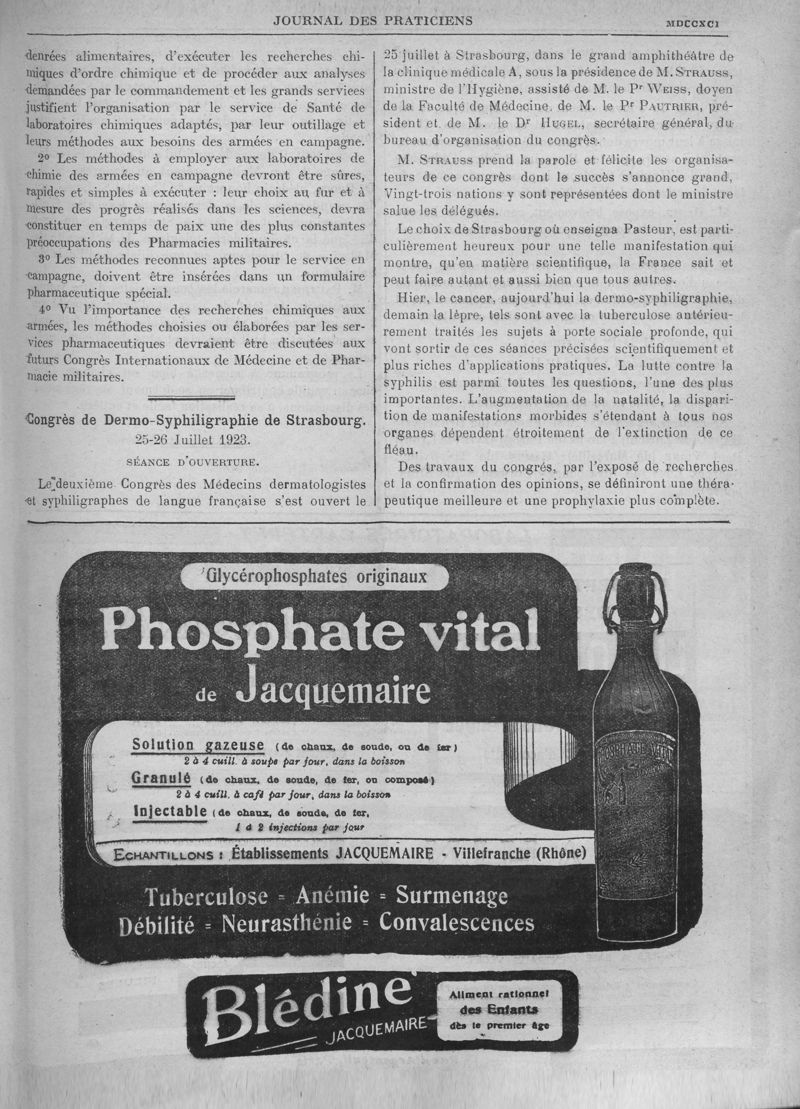 JOURNAL DES PRATICIENS
MDCCXCI
denrées alimentaires, d'exécuter les recherches chi-
miques d'ordre chimique et de procéder aux analyses
demandées par le commandement et les grands services
justifient l'organisation par le service de Santé de
laboratoires chimiques adaptés, par leur outillage et
leurs méthodes aux besoins des armées en campagne.
2° Les méthodes à employer aux laboratoires de
chimie des armées en campagne devront être sûres,
rapides et simples à exécuter : leur choix au fur et à
mesure des progrès réalisés dans les sciences, devra
constituer en temps de paix une des plus constantes
préoccupations des Pharmacies militaires.
3° Les méthodes reconnues aptes pour le service en
campagne, doivent être insérées dans un formulaire
pharmaceutique spécial.
4° Vu l'importance des recherches chimiques aux
armées, les méthodes choisies ou élaborées par les ser-
vices pharmaceutiques devraient être discutées aux
futurs Congrès Internationaux de Médecine et de Phar-
macie militaires.
Congrès de Dermo-Syphiligraphie de Strasbourg.
25-26 Juillet 1923.
SÉANCE D'OUVERTURE.
Le deuxième Congrès des Médecins dermatologistes
et syphiligraphes de langue française s'est ouvert le
25 juillet à Strasbourg, dans le grand amphithéâtre de
la clinique médicale A, sous la présidence de M. STRAUSS,
ministre de l'Hygiène, assisté de M. le Pr WEISS, doyen
de la Faculté de Médecine, de M. le Pr PAUTRIER, pré-
sident et de M. le Dr HUGEL, secrétaire général, du
bureau d'organisation du congrès.
M. STRAUSS prend la parole et félicite les organisa-
teurs de ce congrès dont le succès s'annonce grand,
Vingt-trois nations y sont représentées dont le ministre
salue les délégués.
Le choix de Strasbourg où enseigna Pasteur, est parti-
culièrement heureux pour une telle manifestation qui
montre, qu'en matière scientifique, la France sait et
peut faire autant et aussi bien que tous autres.
Hier, le cancer, aujourd'hui la dermo-syphiligraphie,
demain la lèpre, tels sont avec la tuberculose antérieu-
rement traités les sujets à porte sociale profonde, qui
vont sortir de ces séances précisées scientifiquement et
plus riches d'applications pratiques. La lutte contre la
syphilis est parmi toutes les questions, l'une des plus
importantes. L'augmentation de la natalité, la dispari-
tion de manifestations morbides s'étendant à tous nos
organes dépendent étroitement de l'extinction de ce
fléau.
Des travaux du congrés, par l'exposé de recherches
et la confirmation des opinions, se définiront une théra-
peutique meilleure et une prophylaxie plus complète.
Glycérophosphates originaux
Phosphate vital
de Jacquemaire
Solution gazeuse (de chaux, de soude, ou de fer)
2 à 4 cuill. à soupe par jour, dans la boisson
Granulé (de chaux, de soude, de fer, ou composé)
2 à 4 cuill. à café par jour, dans la boisson
Injectable (de chaux, de soude, de fer,
1 à 2 injections par jour
ECHANTILLONS : Établissements JACQUEMAIRE - Villefranche (Rhône)
Tuberculose = Anémie = Surmenage
Débilité = Neurasthénie = Convalescences
PHOSPHATE VITAL
Blédine
JACQUEMAIRE
Aliment rationnel
des Enfants
dès le premier âge